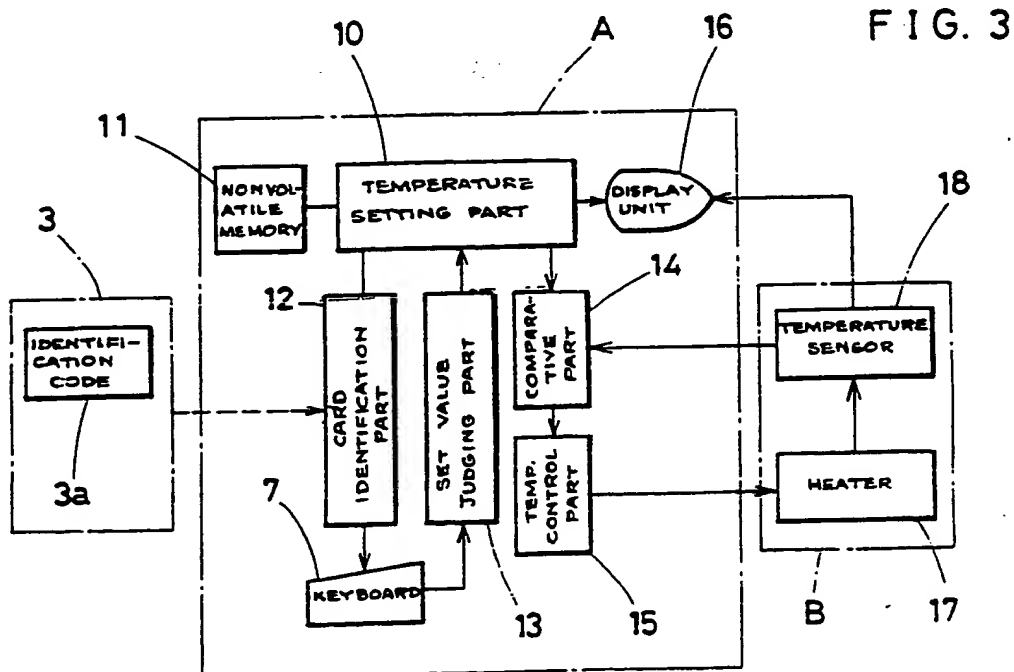 FIG. 3
A
16
10
11
NONVOL-
ATILE
MEMORY
TEMPERATURE
SETTING PART
DISPLAY
UNIT
18
3
12
14
IDENTIFI-
CATION
CODE
CARD
IDENTIFICATION
PART
SET VALUE
JUDGING PART
COMPARA-
TIVE
PART
TEMPERATURE
SENSOR
3a
7
TEMP.
CONTROL
PART
HEATER
KEYBOARD
13
15
B
17